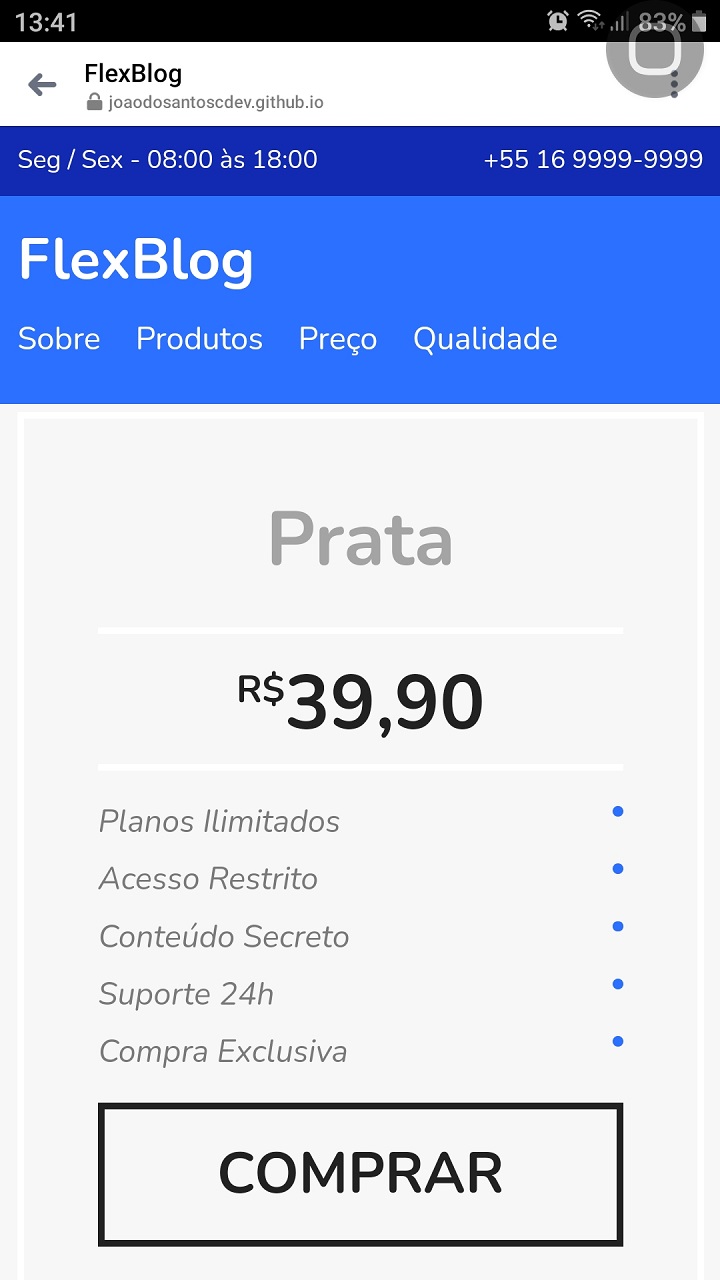 13:41
83%
FlexBlog
joaodosantoscdev.github.io
Seg / Sex - 08:00 às 18:00
+55 16 9999-9999
FlexBlog
Sobre Produtos Preço Qualidade
Prata
R$39,90
Planos Ilimitados
Acesso Restrito
Conteúdo Secreto
Suporte 24h
Compra Exclusiva
COMPRAR